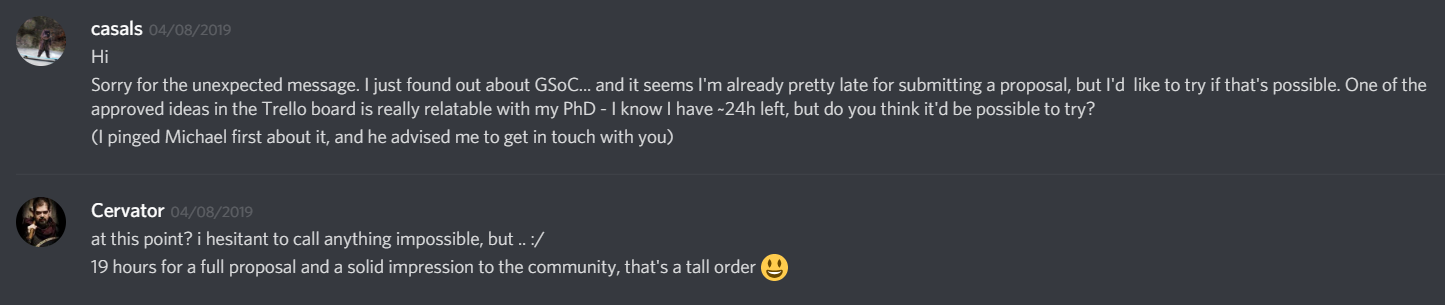 casals 04/08/2019
Hi
Sorry for the unexpected message. I just found out about GSoC... and it seems I'm already pretty late for submitting a proposal, but I'd  like to try if that's possible. One of the
approved ideas in the Trello board is really relatable with my PhD - I know I have ~24h left, but do you think it'd be possible to try?
(I pinged Michael first about it, and he advised me to get in touch with you)
Cervator 04/08/2019
at this point? i hesitant to call anything impossible, but .. :/
19 hours for a full proposal and a solid impression to the community, that's a tall order 😃